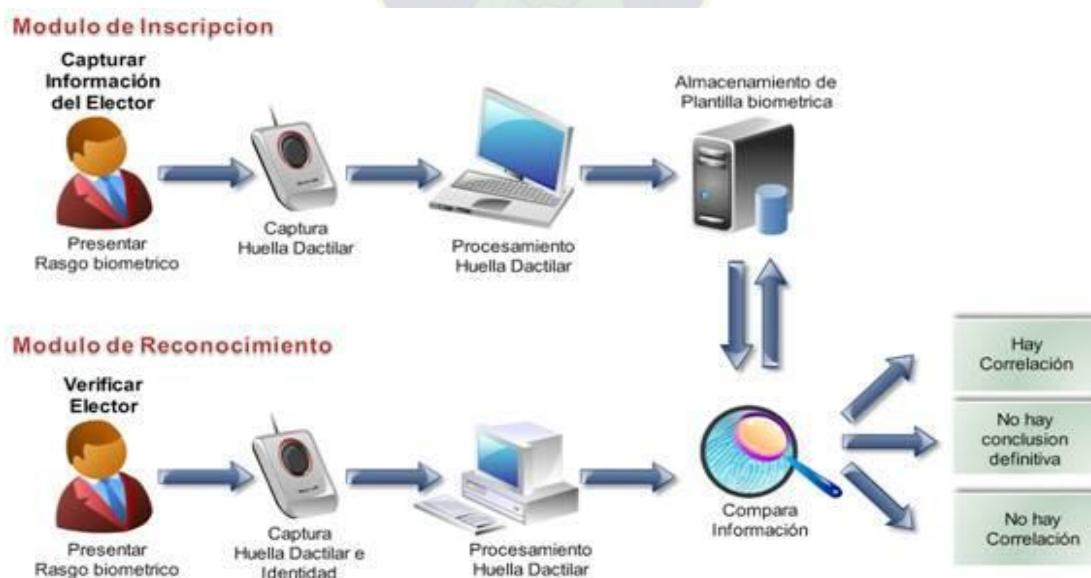 Modulo de Inscripcion
Capturar
Información
del Elector
Presentar
Rasgo biometrico
Captura
Huella Dactilar
Procesamiento
Huella Dactilar
Almacenamiento de
Plantilla biometrica
Modulo de Reconocimiento
Verificar
Elector
Presentar
Rasgo biometrico
Captura
Huella Dactilar e
Identidad
Procesamiento
Huella Dactilar
Compara
Información
Hay
Correlación
No hay
conclusion
definitiva
No hay
Correlación